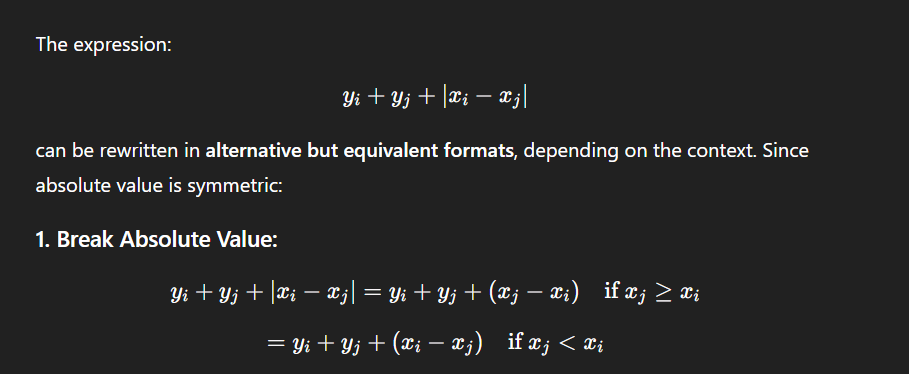 The expression:
yᵢ + yⱼ + |xᵢ − xⱼ|
can be rewritten in alternative but equivalent formats, depending on the context. Since
absolute value is symmetric:
1. Break Absolute Value:
yᵢ + yⱼ + |xᵢ − xⱼ| = yᵢ + yⱼ + (xⱼ − xᵢ) if xⱼ ≥ xᵢ
= yᵢ + yⱼ + (xᵢ − xⱼ) if xⱼ < xᵢ